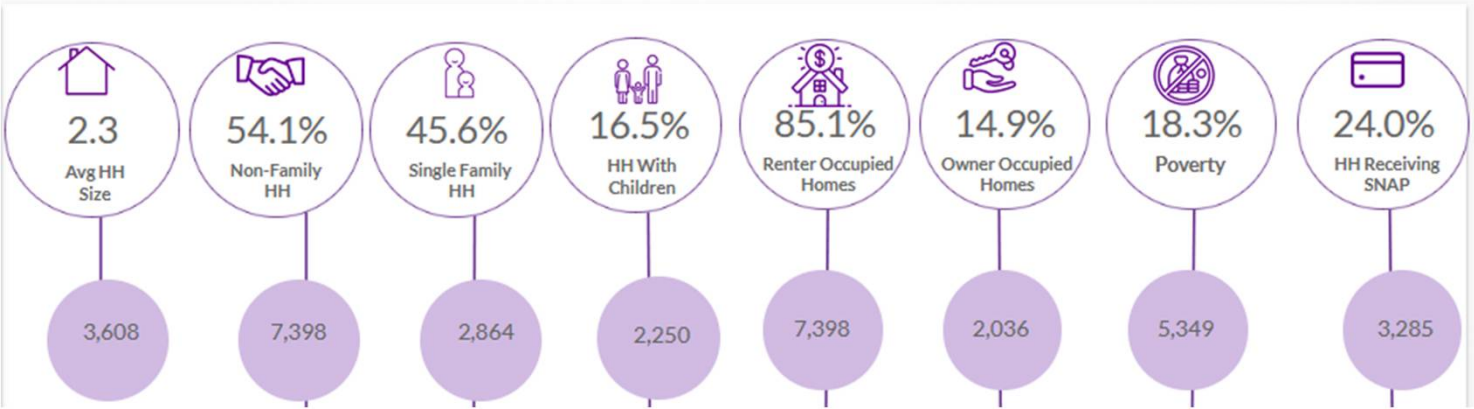 2.3
Avg HH
Size
3,608
54.1%
Non-Family
HH
7,398
45.6%
Single Family
HH
2,864
16.5%
HH With
Children
2,250
85.1%
Renter Occupied
Homes
7,398
14.9%
Owner Occupied
Homes
2,036
18.3%
Poverty
5,349
24.0%
HH Receiving
SNAP
3,285